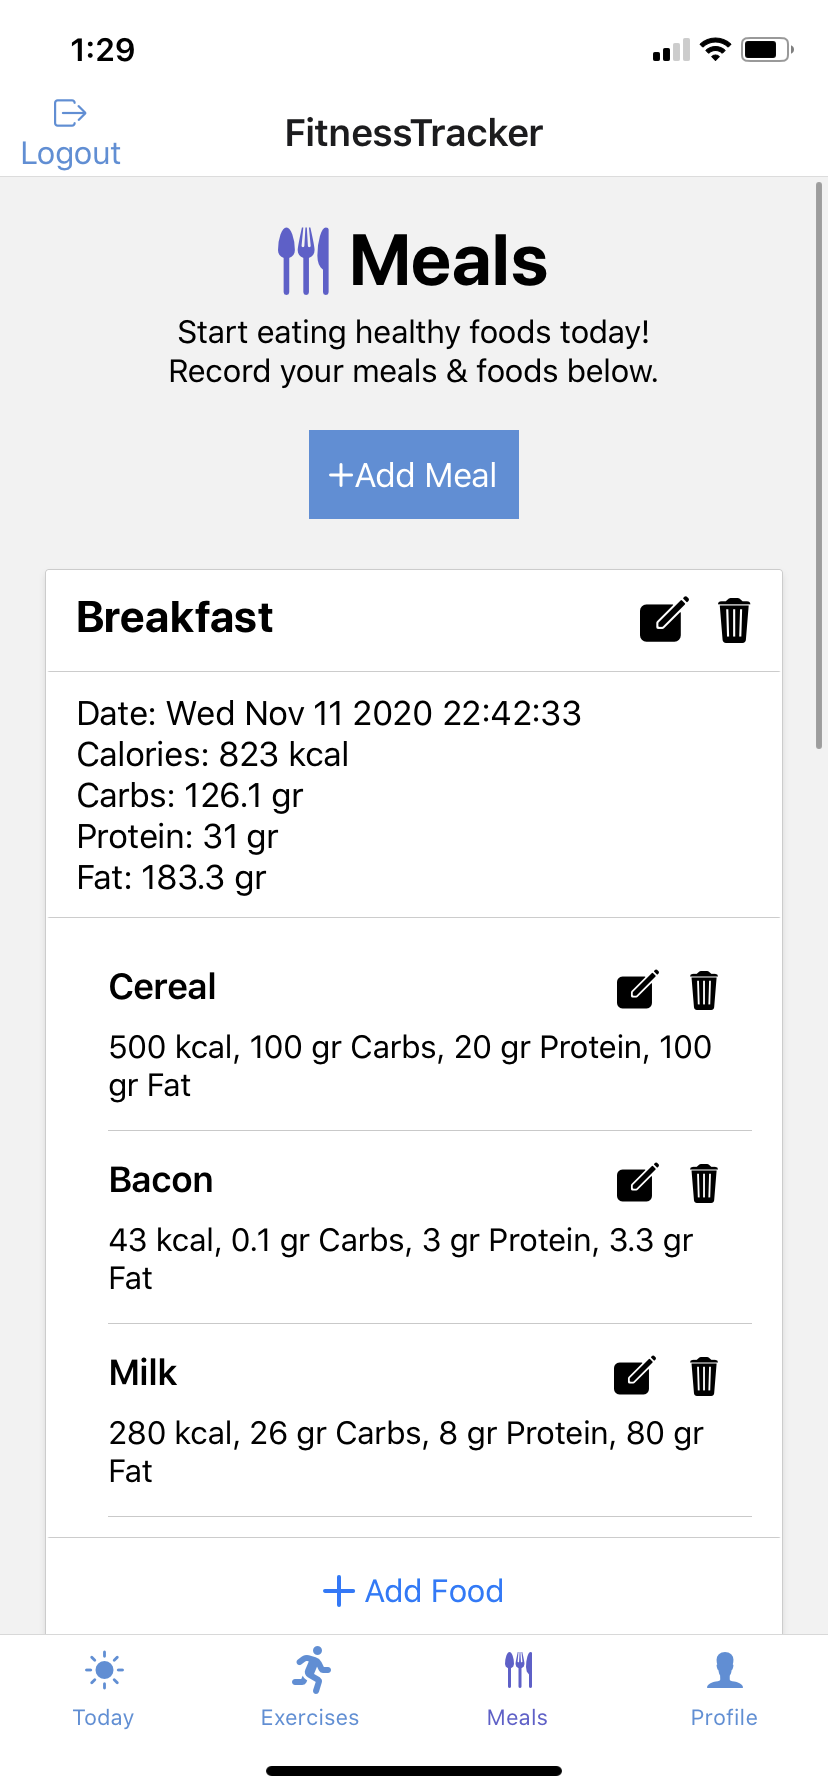 1:29
Logout
FitnessTracker
Meals
Start eating healthy foods today!
Record your meals & foods below.
+Add Meal
Breakfast
Date: Wed Nov 11 2020 22:42:33
Calories: 823 kcal
Carbs: 126.1 gr
Protein: 31 gr
Fat: 183.3 gr
Cereal
500 kcal, 100 gr Carbs, 20 gr Protein, 100
gr Fat
Bacon
43 kcal, 0.1 gr Carbs, 3 gr Protein, 3.3 gr
Fat
Milk
280 kcal, 26 gr Carbs, 8 gr Protein, 80 gr
Fat
+ Add Food
Today Exercises Meals Profile